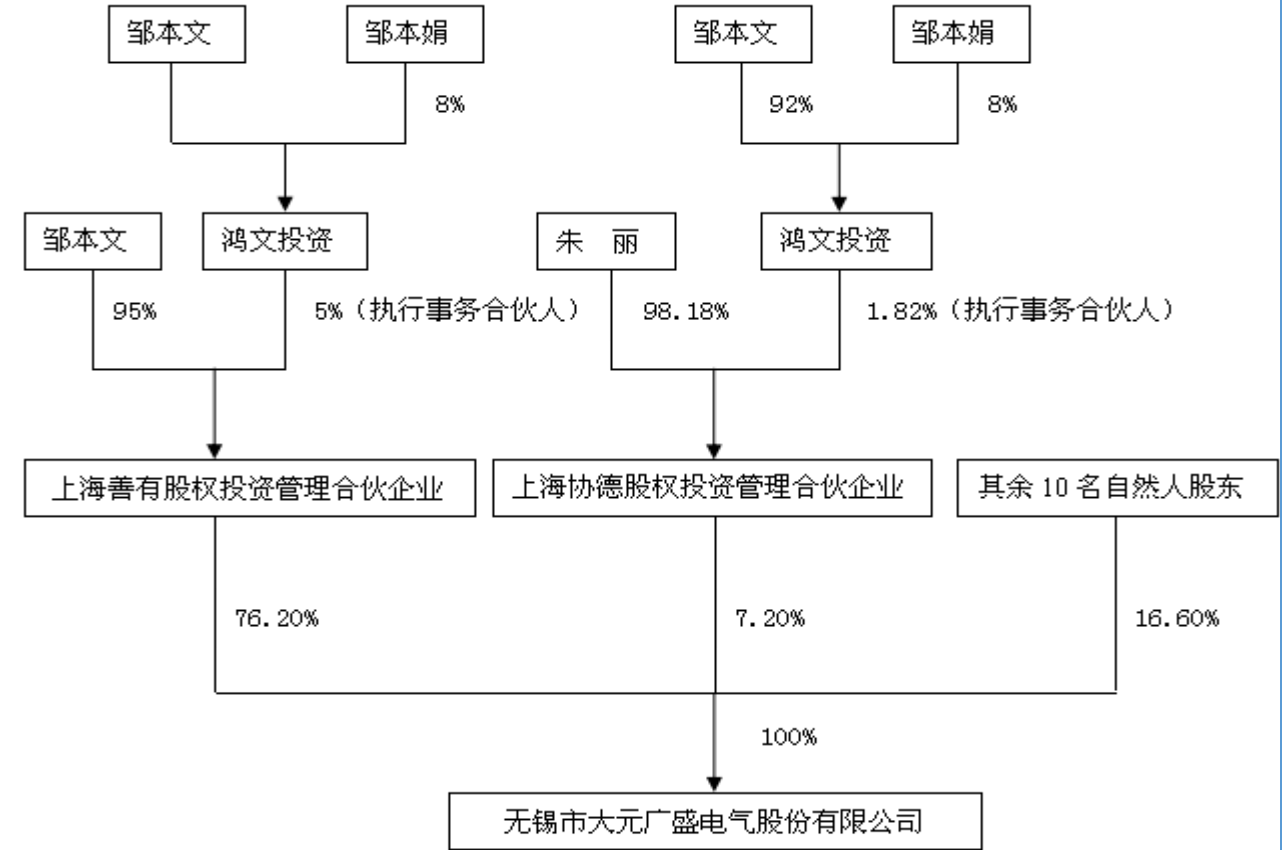 邹本文
邹本娟
邹本文
邹本娟
8%
92%
8%
邹本文
鸿文投资
朱 丽
鸿文投资
95%
5%（执行事务合伙人）
98.18%
1.82%（执行事务合伙人）
上海善有股权投资管理合伙企业
上海协德股权投资管理合伙企业
其余10名自然人股东
76.20%
7.20%
16.60%
100%
无锡市大元广盛电气股份有限公司